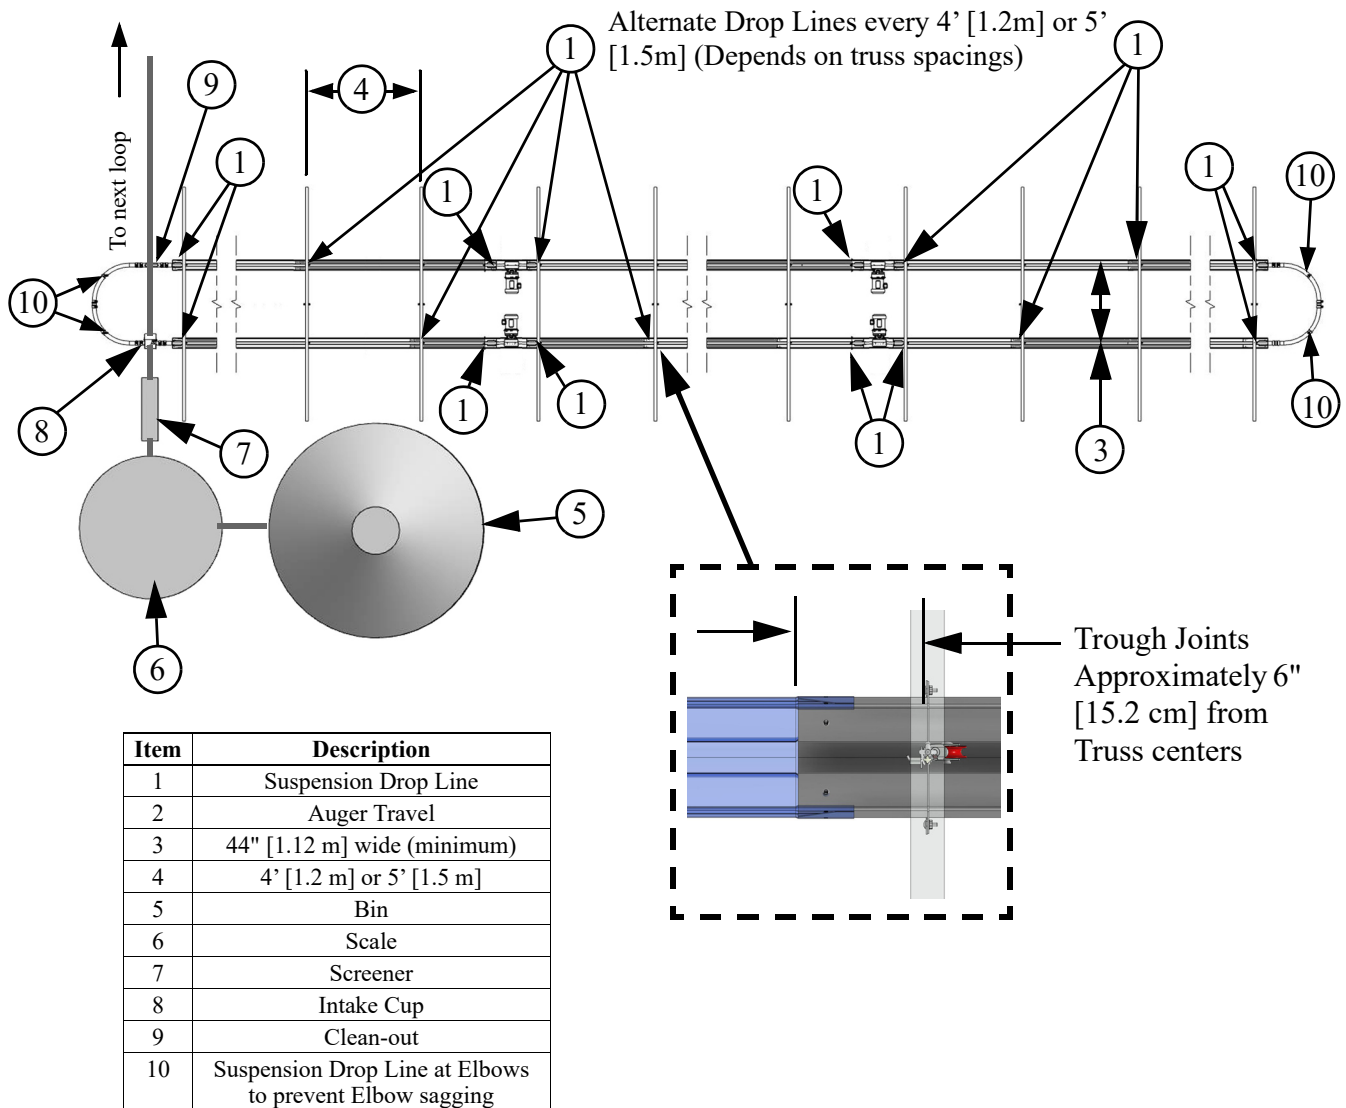 Alternate Drop Lines every 4’ [1.2m] or 5’
[1.5m] (Depends on truss spacings)
1
1
9
4
To next loop
1
1
1
1
10
10
8
7
1
1
1
3
10
5
6
Trough Joints
Approximately 6"
[15.2 cm] from
Truss centers
Item Description
1 Suspension Drop Line
2 Auger Travel
3 44" [1.12 m] wide (minimum)
4 4’ [1.2 m] or 5’ [1.5 m]
5 Bin
6 Scale
7 Screener
8 Intake Cup
9 Clean-out
10 Suspension Drop Line at Elbows
to prevent Elbow sagging